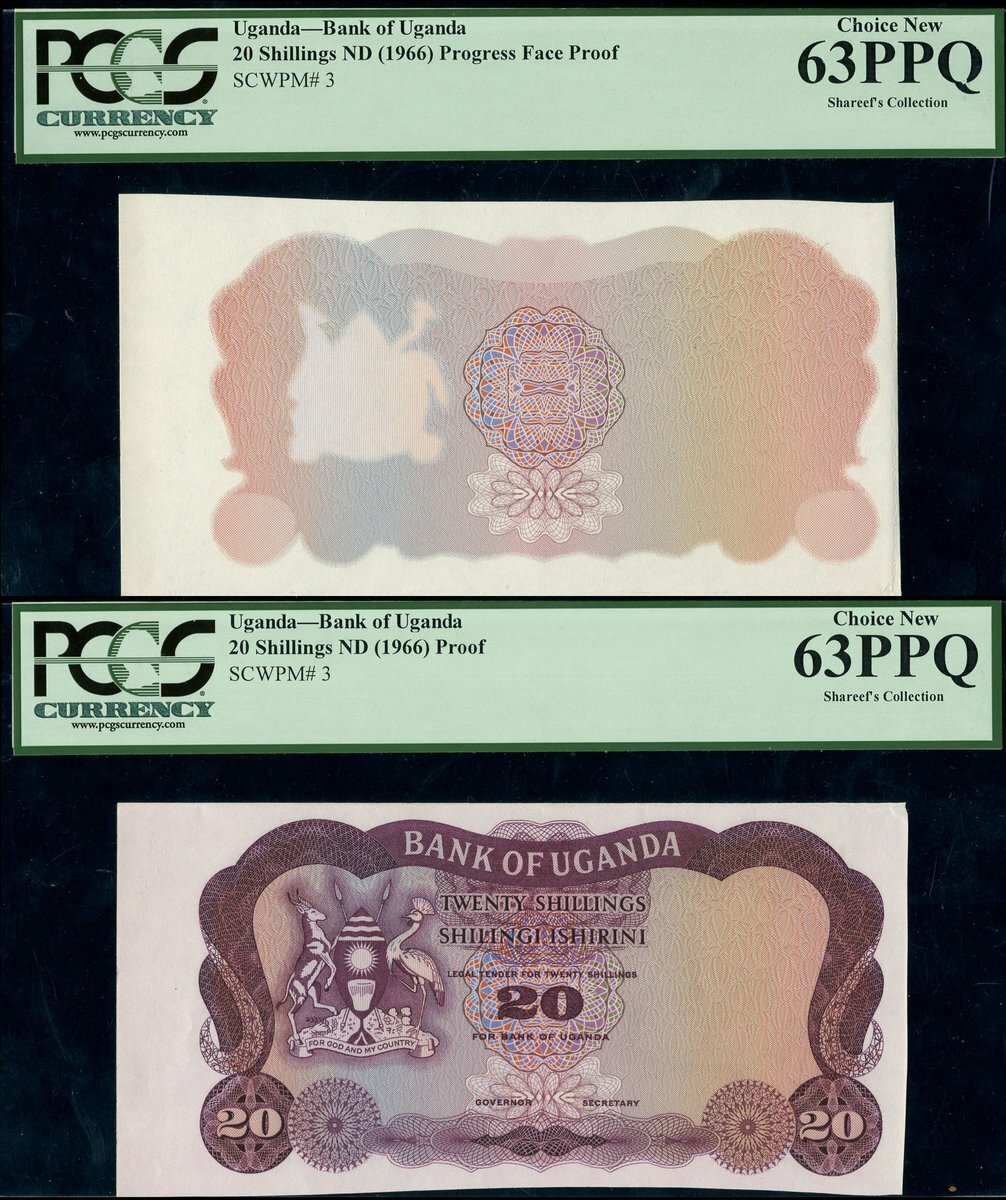 PCGS
CURRENCY
www.pcgscurrency.com
Uganda—Bank of Uganda
20 Shillings ND (1966) Progress Face Proof
SCWPM# 3
Choice New
63PPQ
Shareef's Collection
PCGS
CURRENCY
www.pcgscurrency.com
Uganda—Bank of Uganda
20 Shillings ND (1966) Proof
SCWPM# 3
Choice New
63PPQ
Shareef's Collection
BANK OF UGANDA
TWENTY SHILLINGS
SHILINGI ISHIRINI
LEGAL TENDER FOR TWENTY SHILLINGS
20
FOR BANK OF UGANDA
FOR GOD AND MY COUNTRY
GOVERNOR SECRETARY
20 20